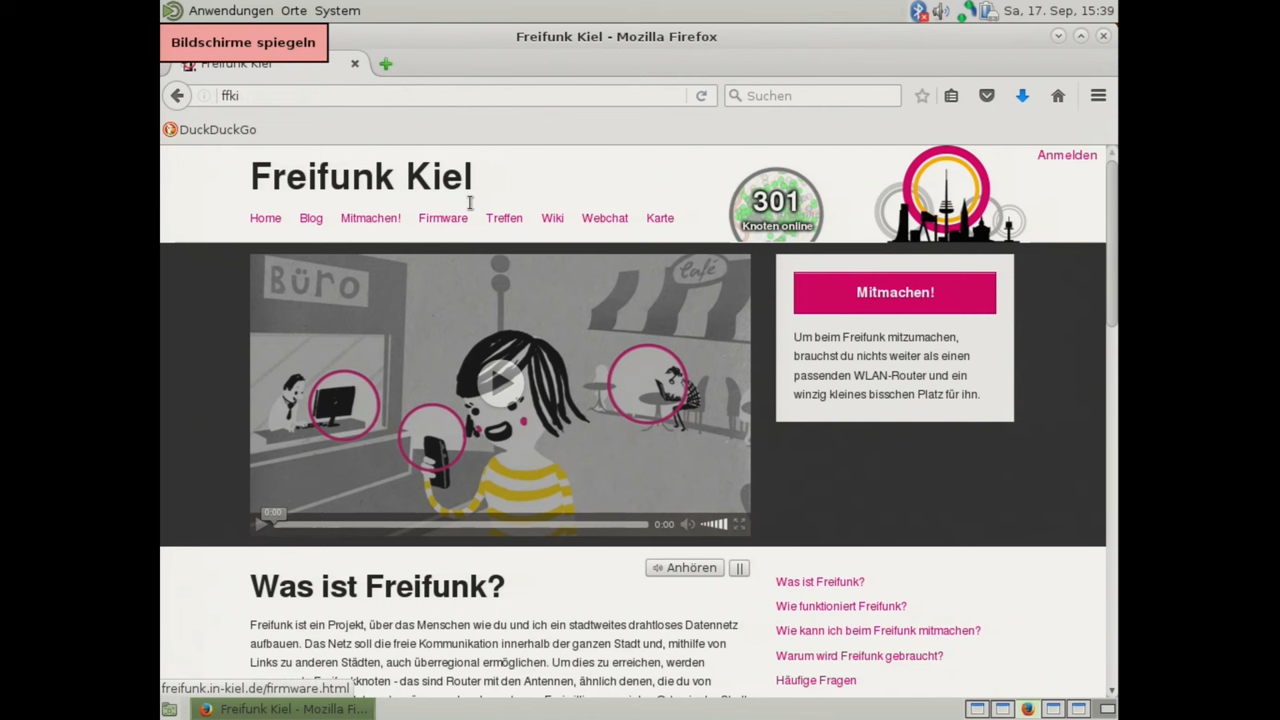 Anwendungen Orte System
Sa, 17. Sep, 15:39
Bildschirme spiegeln
Freifunk Kiel - Mozilla Firefox
Freifunk Kiel
ffki
Suchen
DuckDuckGo
Anmelden
Freifunk Kiel
301
Knoten online
Home Blog Mitmachen! Firmware Treffen Wiki Webchat Karte
Büro
Café
0:00
0:00
Mitmachen!
Um beim Freifunk mitzumachen,
brauchst du nichts weiter als einen
passenden WLAN-Router und ein
winzig kleines bisschen Platz für ihn.
Anhören
Was ist Freifunk?
Freifunk ist ein Projekt, über das Menschen wie du und ich ein stadtweites drahtloses Datennetz
aufbauen. Das Netz soll die freie Kommunikation innerhalb der ganzen Stadt und, mithilfe von
Links zu anderen Städten, auch überregional ermöglichen. Um dies zu erreichen, werden
knoten - das sind Router mit den Antennen, ähnlich denen, die du von
Was ist Freifunk?
Wie funktioniert Freifunk?
Wie kann ich beim Freifunk mitmachen?
Warum wird Freifunk gebraucht?
Häufige Fragen
freifunk.in-kiel.de/firmware.html
Freifunk Kiel - Mozilla Fi...